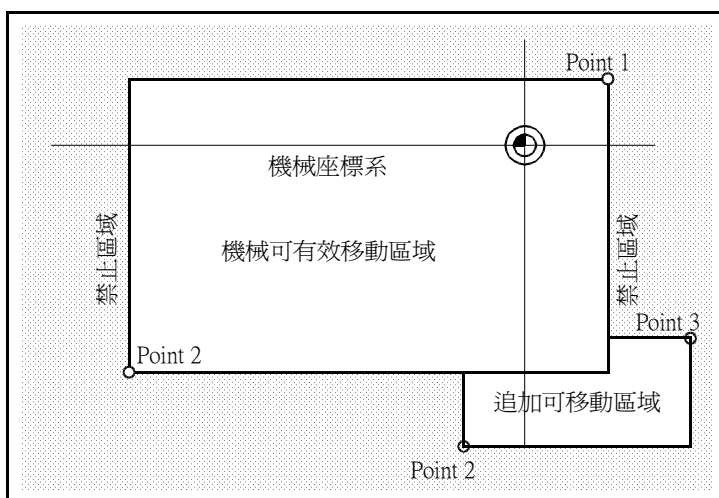 Point 1
機械座標系
禁止區域
機械可有效移動區域
禁止區域
Point 3
Point 2
追加可移動區域
Point 2